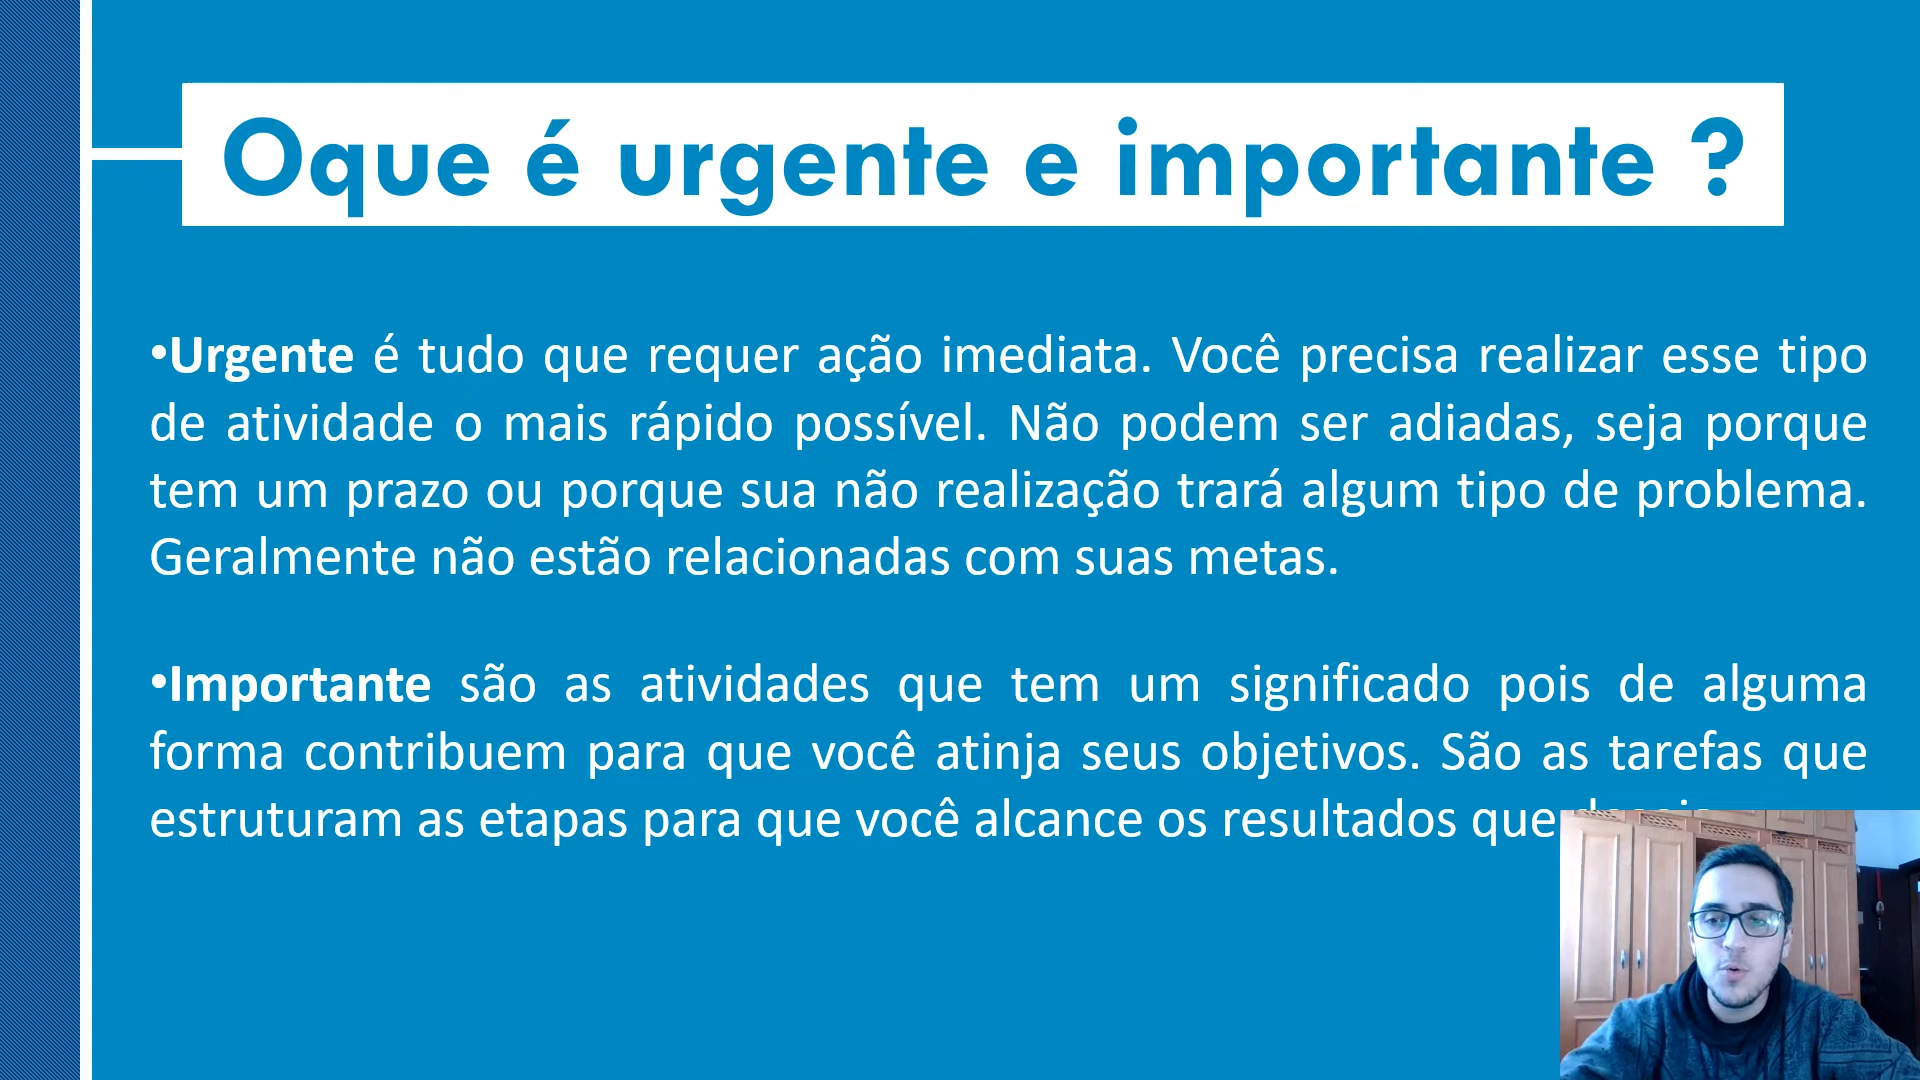 Oque é urgente e importante ?
•Urgente é tudo que requer ação imediata. Você precisa realizar esse tipo
de atividade o mais rápido possível. Não podem ser adiadas, seja porque
tem um prazo ou porque sua não realização trará algum tipo de problema.
Geralmente não estão relacionadas com suas metas.
•Importante são as atividades que tem um significado pois de alguma
forma contribuem para que você atinja seus objetivos. São as tarefas que
estruturam as etapas para que você alcance os resultados que